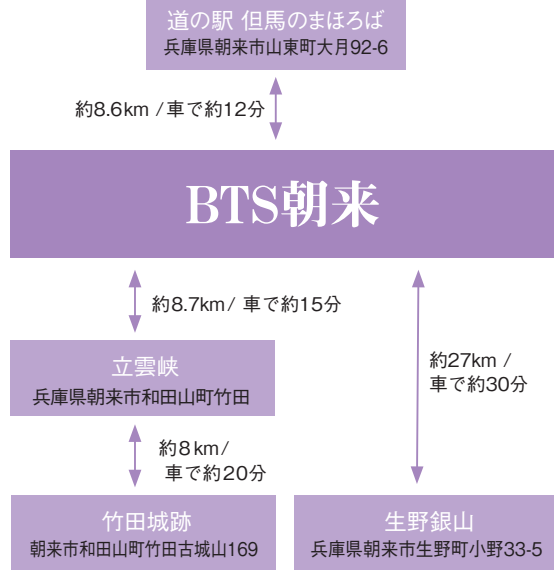 道の駅 但馬のまほろば
兵庫県朝来市山東町大月92-6
約8.6km /車で約12分
BTS朝来
約8.7km/ 車で約15分
立雲峡
兵庫県朝来市和田山町竹田
約8km/
車で約20分
竹田城跡
朝来市和田山町竹田古城山169
約27km /
車で約30分
生野銀山
兵庫県朝来市生野町小野33-5